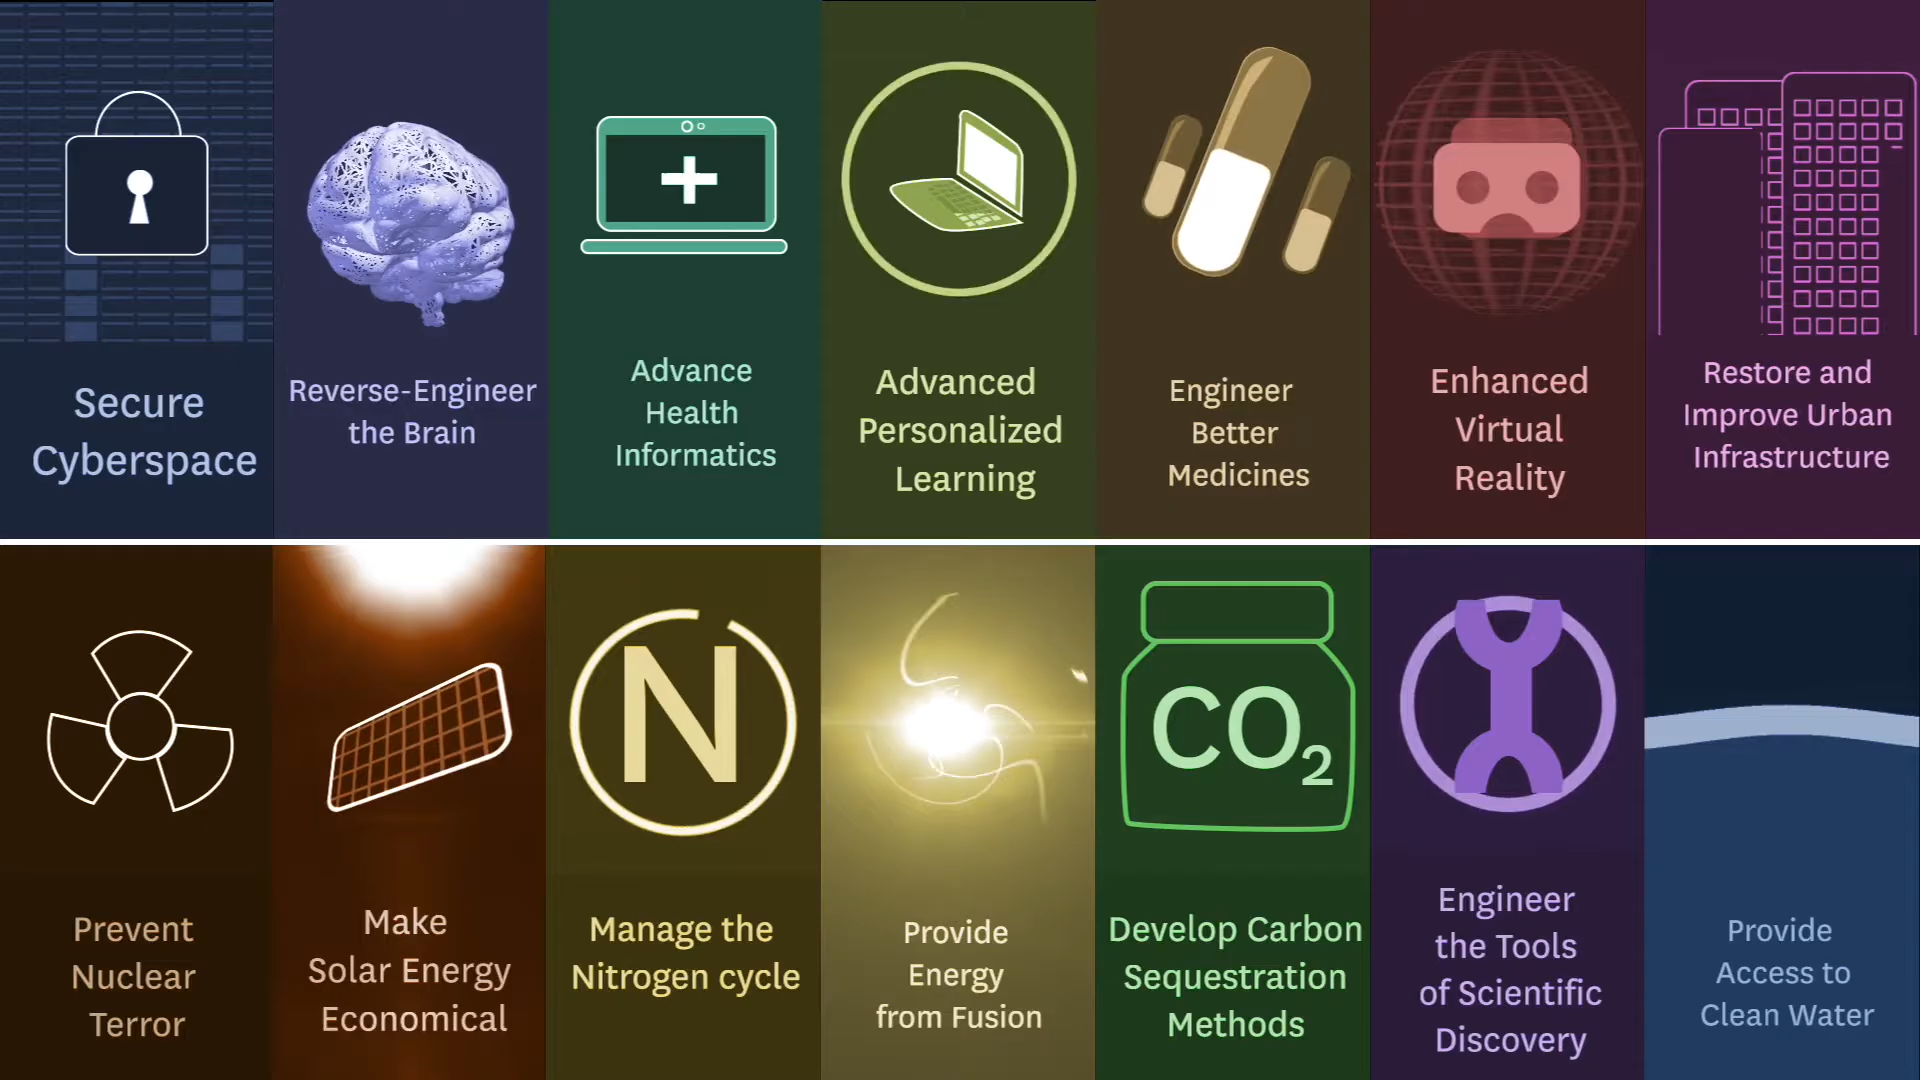 Secure
Cyberspace
Reverse-Engineer
the Brain
Advance
Health
Informatics
Advanced
Personalized
Learning
Engineer
Better
Medicines
Enhanced
Virtual
Reality
Restore and
Improve Urban
Infrastructure
Prevent
Nuclear
Terror
Make
Solar Energy
Economical
N
Manage the
Nitrogen cycle
Provide
Energy
from Fusion
CO₂
Develop Carbon
Sequestration
Methods
Engineer
the Tools
of Scientific
Discovery
Provide
Access to
Clean Water